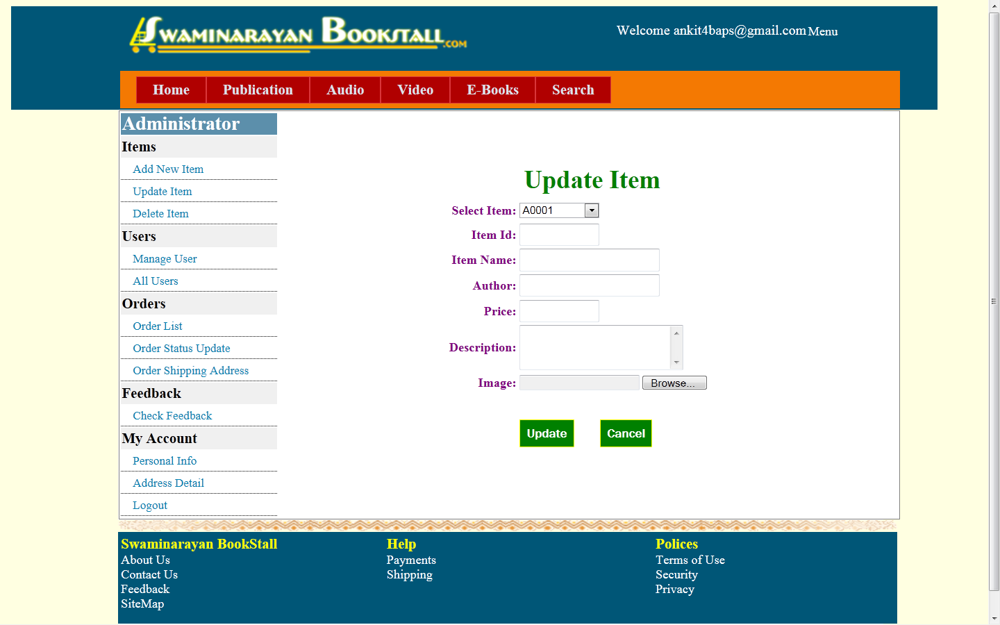 Swaminarayan Bookstall.com
Welcome ankit4baps@gmail.com Menu
Home Publication Audio Video E-Books Search
Administrator
Items
Add New Item
Update Item
Delete Item
Users
Manage User
All Users
Orders
Order List
Order Status Update
Order Shipping Address
Feedback
Check Feedback
My Account
Personal Info
Address Detail
Logout
Update Item
Select Item: A0001
Item Id:
Item Name:
Author:
Price:
Description:
Image: Browse...
Update Cancel
Swaminarayan BookStall
About Us
Contact Us
Feedback
SiteMap
Help
Payments
Shipping
Polices
Terms of Use
Security
Privacy